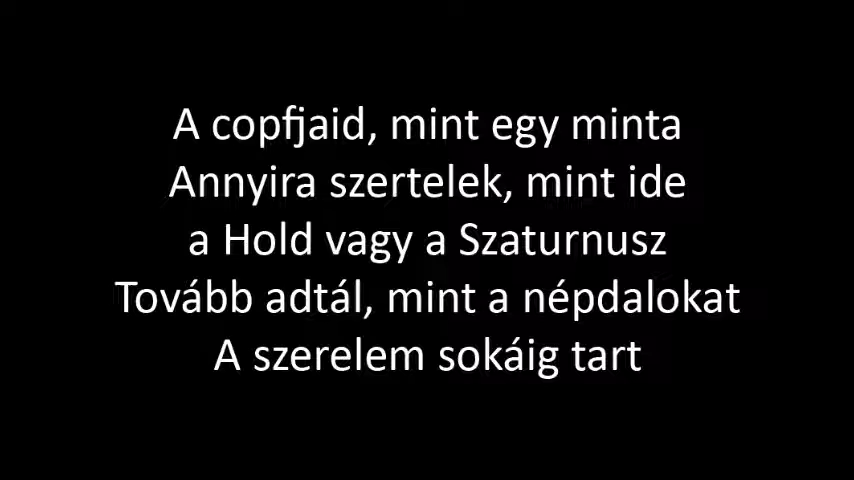 A copfjaid, mint egy minta
Annyira szertelek, mint ide
a Hold vagy a Szaturnusz
Tovább adtál, mint a népdalokat
A szerelem sokáig tart